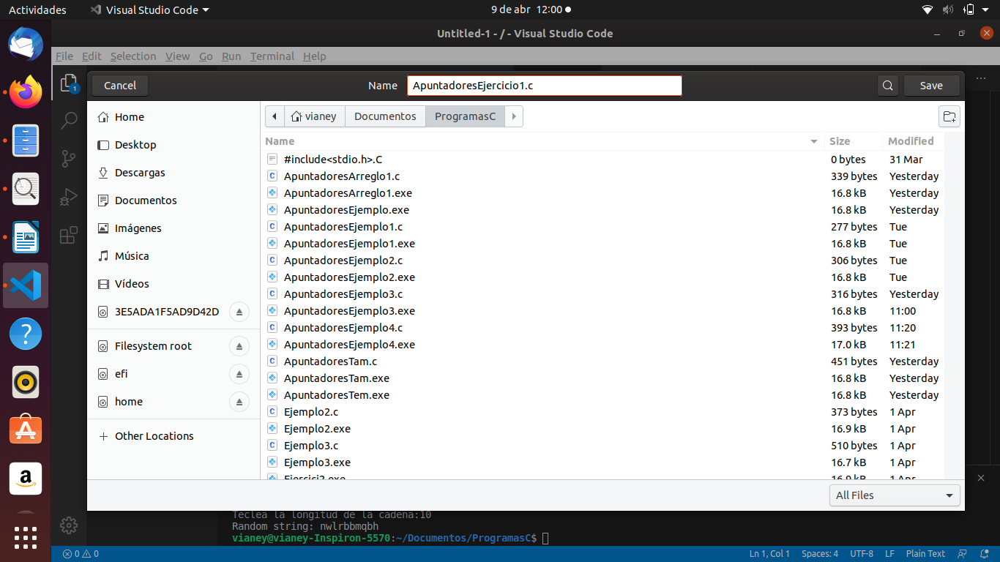 Actividades Visual Studio Code 9 de abr 12:00
Untitled-1 - / - Visual Studio Code
File Edit Selection View Go Run Terminal Help
Cancel Name ApuntadoresEjercicio1.c Save
1
Home
Desktop
Descargas
Documentos
Imágenes
Música
Vídeos
3E5ADA1F5AD9D42D
Filesystem root
efi
home
Other Locations
vianey Documentos ProgramasC
Name Size Modified
#include<stdio.h>.C 0 bytes 31 Mar
ApuntadoresArreglo1.c 339 bytes Yesterday
ApuntadoresArreglo1.exe 16.8 kB Yesterday
ApuntadoresEjemplo.exe 16.8 kB Yesterday
ApuntadoresEjemplo1.c 277 bytes Tue
ApuntadoresEjemplo1.exe 16.8 kB Tue
ApuntadoresEjemplo2.c 306 bytes Tue
ApuntadoresEjemplo2.exe 16.8 kB Tue
ApuntadoresEjemplo3.c 316 bytes Yesterday
ApuntadoresEjemplo3.exe 16.8 kB 11:00
ApuntadoresEjemplo4.c 393 bytes 11:20
ApuntadoresEjemplo4.exe 17.0 kB 11:21
ApuntadoresTam.c 451 bytes Yesterday
ApuntadoresTam.exe 16.8 kB Yesterday
ApuntadoresTem.exe 16.8 kB Yesterday
Ejemplo2.c 373 bytes 1 Apr
Ejemplo2.exe 16.9 kB 1 Apr
Ejemplo3.c 510 bytes 1 Apr
Ejemplo3.exe 16.7 kB 1 Apr
Ejercici2.exe 16.9 kB 1 Apr
All Files
Teclea la longitud de la cadena:10
Random string: nwlrbbmqbh
vianey@vianey-Inspiron-5570:~/Documentos/ProgramasC$
0 0 Ln 1, Col 1 Spaces: 4 UTF-8 LF Plain Text